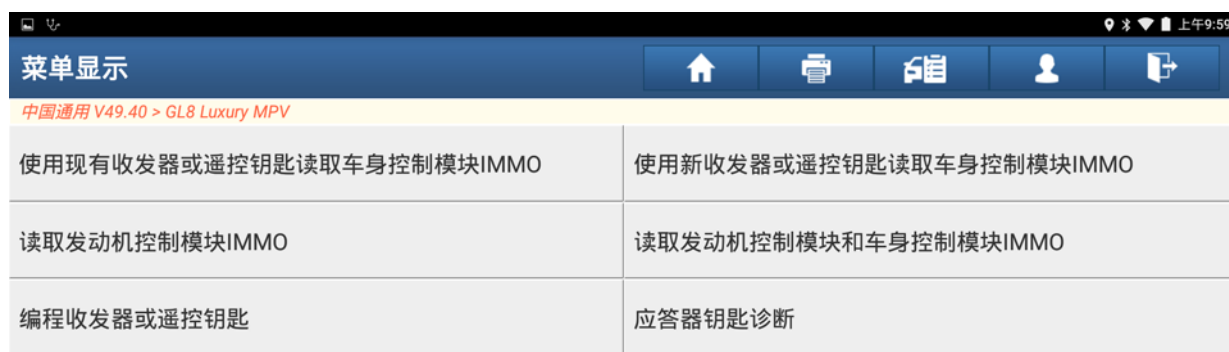 上午9:59
菜单显示
中国通用 V49.40 > GL8 Luxury MPV
使用现有收发器或遥控钥匙读取车身控制模块IMMO
使用新收发器或遥控钥匙读取车身控制模块IMMO
读取发动机控制模块IMMO
读取发动机控制模块和车身控制模块IMMO
编程收发器或遥控钥匙
应答器钥匙诊断